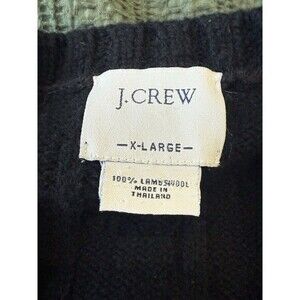 J.CREW
—X-LARGE—
100% LAMBSWOOL
MADE IN
THAILAND